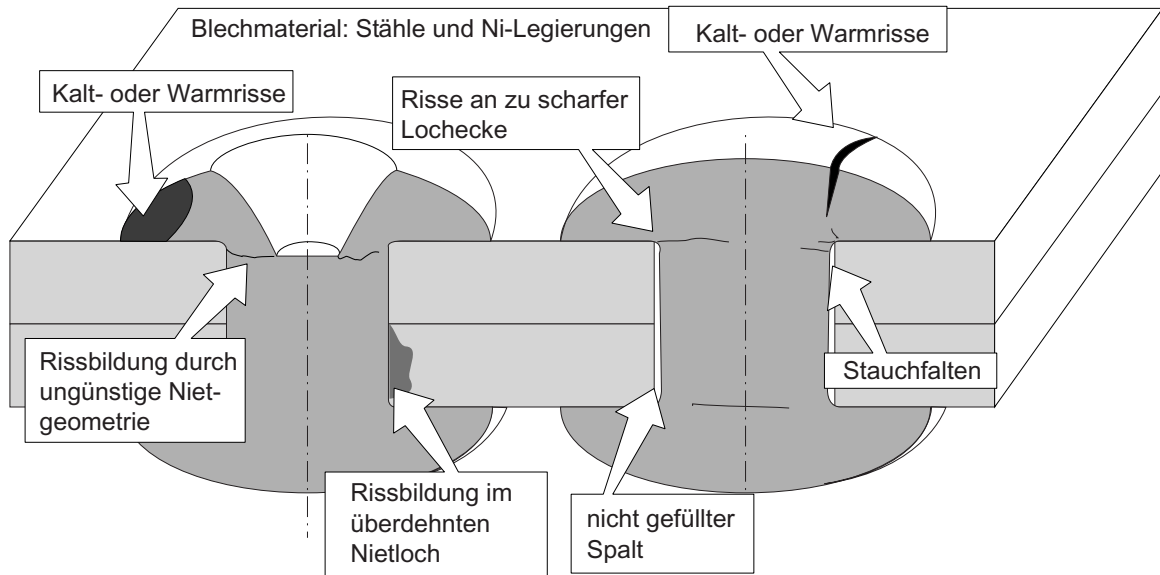 Blechmaterial: Stähle und Ni-Legierungen
Kalt- oder Warmrisse
Kalt- oder Warmrisse
Risse an zu scharfer
Lochecke
Rissbildung durch
ungünstige Niet-
geometrie
Stauchfalten
Rissbildung im
überdehnten
Nietloch
nicht gefüllter
Spalt